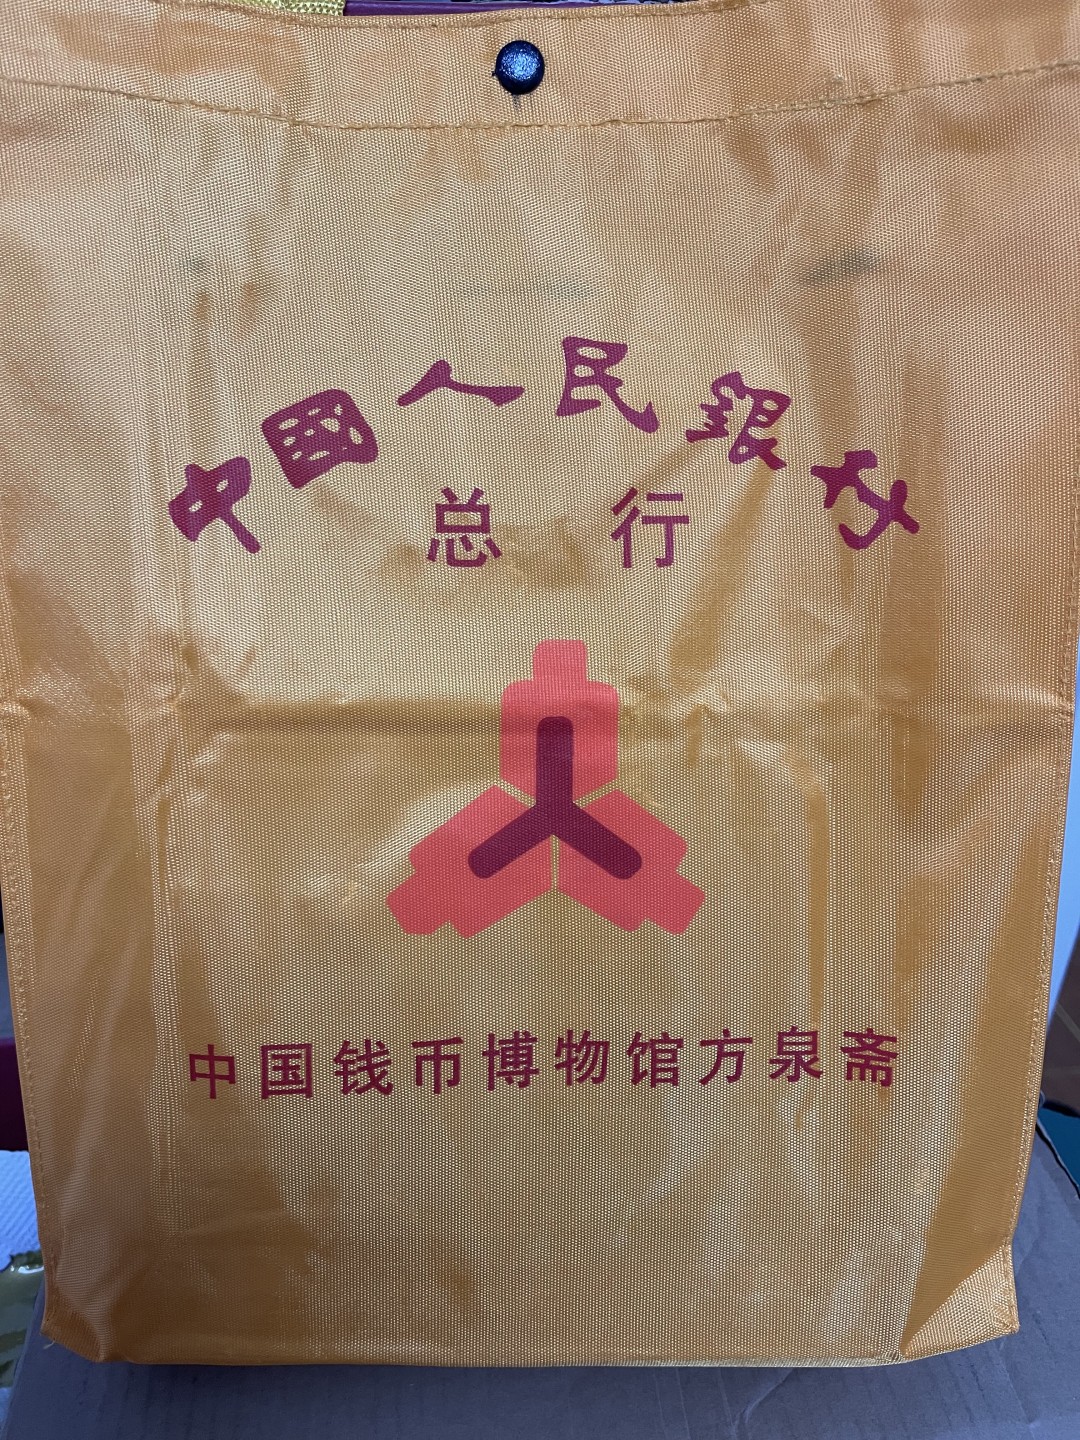 中國人民銀行
总行
中国钱币博物馆方泉斋